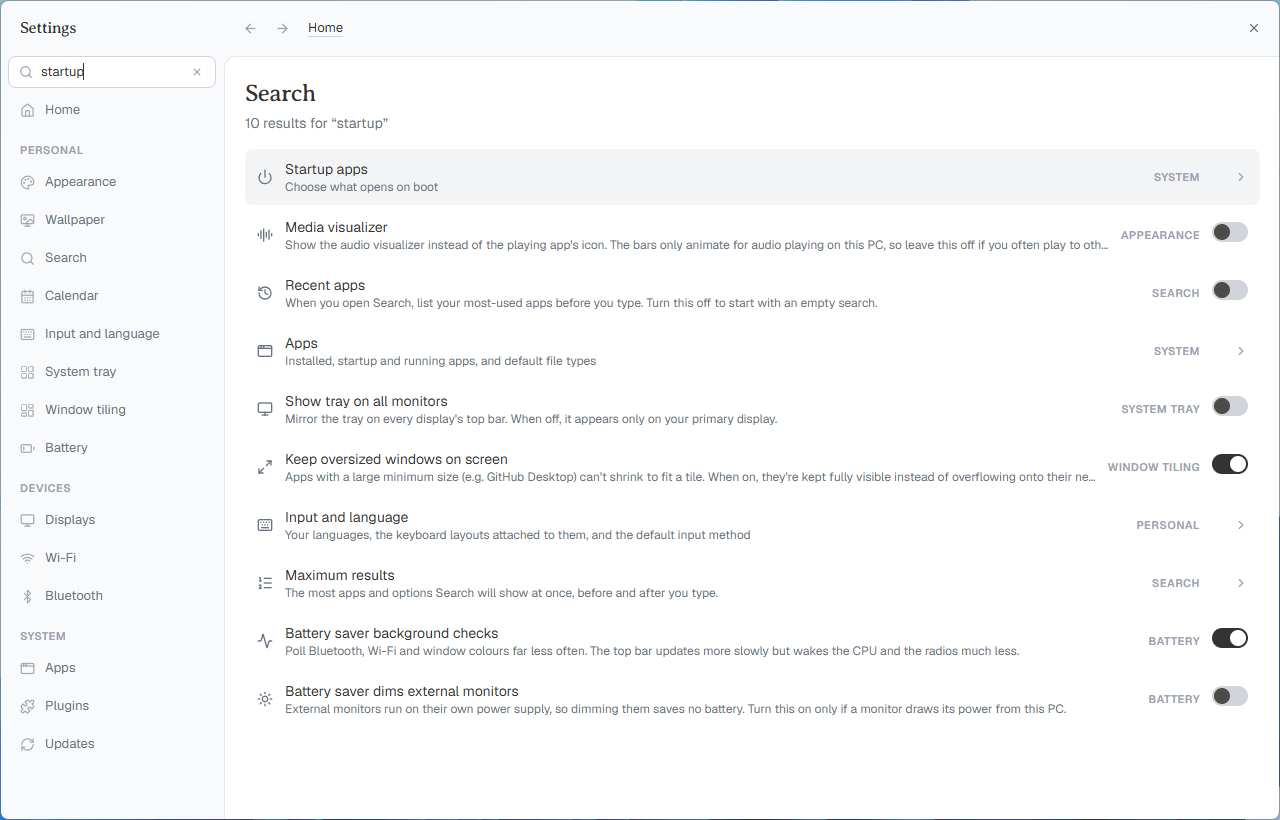 Settings
Home
startup
Home
PERSONAL
Appearance
Wallpaper
Search
Calendar
Input and language
System tray
Window tiling
Battery
DEVICES
Displays
Wi-Fi
Bluetooth
SYSTEM
Apps
Plugins
Updates
Search
10 results for “startup”
Startup apps
Choose what opens on boot
SYSTEM
Media visualizer
Show the audio visualizer instead of the playing app's icon. The bars only animate for audio playing on this PC, so leave this off if you often play to oth…
APPEARANCE
Recent apps
When you open Search, list your most-used apps before you type. Turn this off to start with an empty search.
SEARCH
Apps
Installed, startup and running apps, and default file types
SYSTEM
Show tray on all monitors
Mirror the tray on every display's top bar. When off, it appears only on your primary display.
SYSTEM TRAY
Keep oversized windows on screen
Apps with a large minimum size (e.g. GitHub Desktop) can't shrink to fit a tile. When on, they're kept fully visible instead of overflowing onto their ne…
WINDOW TILING
Input and language
Your languages, the keyboard layouts attached to them, and the default input method
PERSONAL
Maximum results
The most apps and options Search will show at once, before and after you type.
SEARCH
Battery saver background checks
Poll Bluetooth, Wi-Fi and window colours far less often. The top bar updates more slowly but wakes the CPU and the radios much less.
BATTERY
Battery saver dims external monitors
External monitors run on their own power supply, so dimming them saves no battery. Turn this on only if a monitor draws its power from this PC.
BATTERY